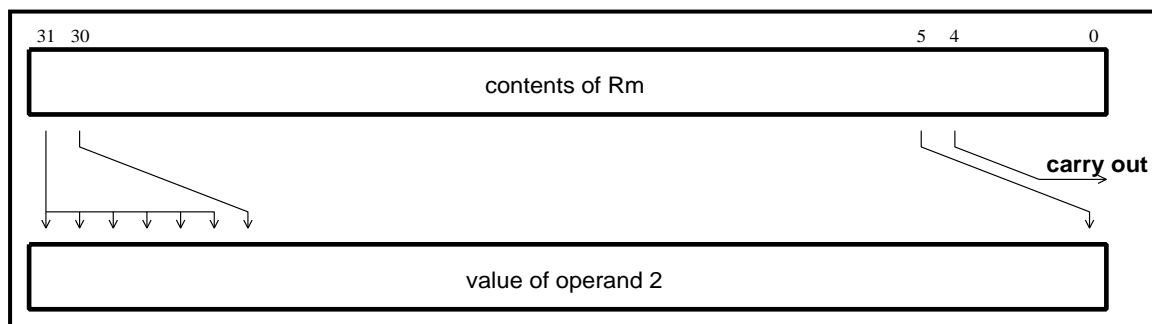 31 30 5 4 0
contents of Rm
carry out
value of operand 2